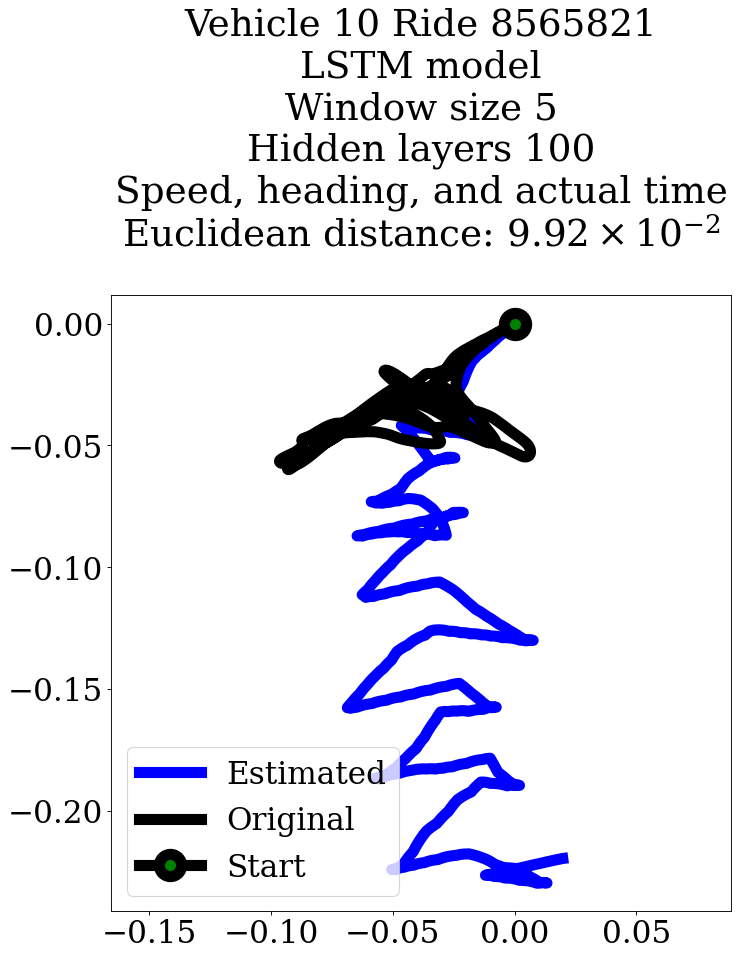 Vehicle 10 Ride 8565821
LSTM model
Window size 5
Hidden layers 100
Speed, heading, and actual time
Euclidean distance: 9.92 × 10⁻²
0.00
−0.05
−0.10
−0.15
−0.20
Estimated
Original
Start
−0.15 −0.10 −0.05 0.00 0.05